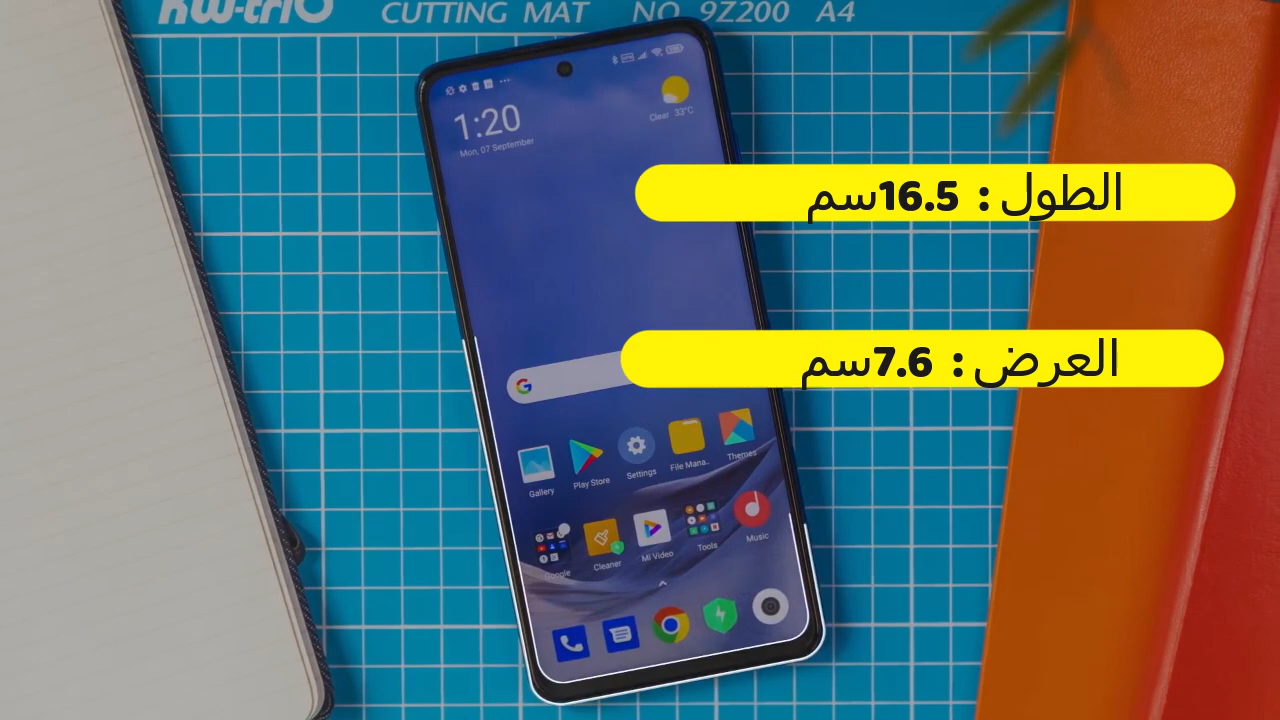 KW-triO CUTTING MAT NO 9Z200 A4
1:20
Mon, 07 September
Clear 33°C
الطول : 16.5سم
العرض : 7.6سم
Gallery Play Store Settings File Mana.. Themes
Google Cleaner Mi Video Tools Music